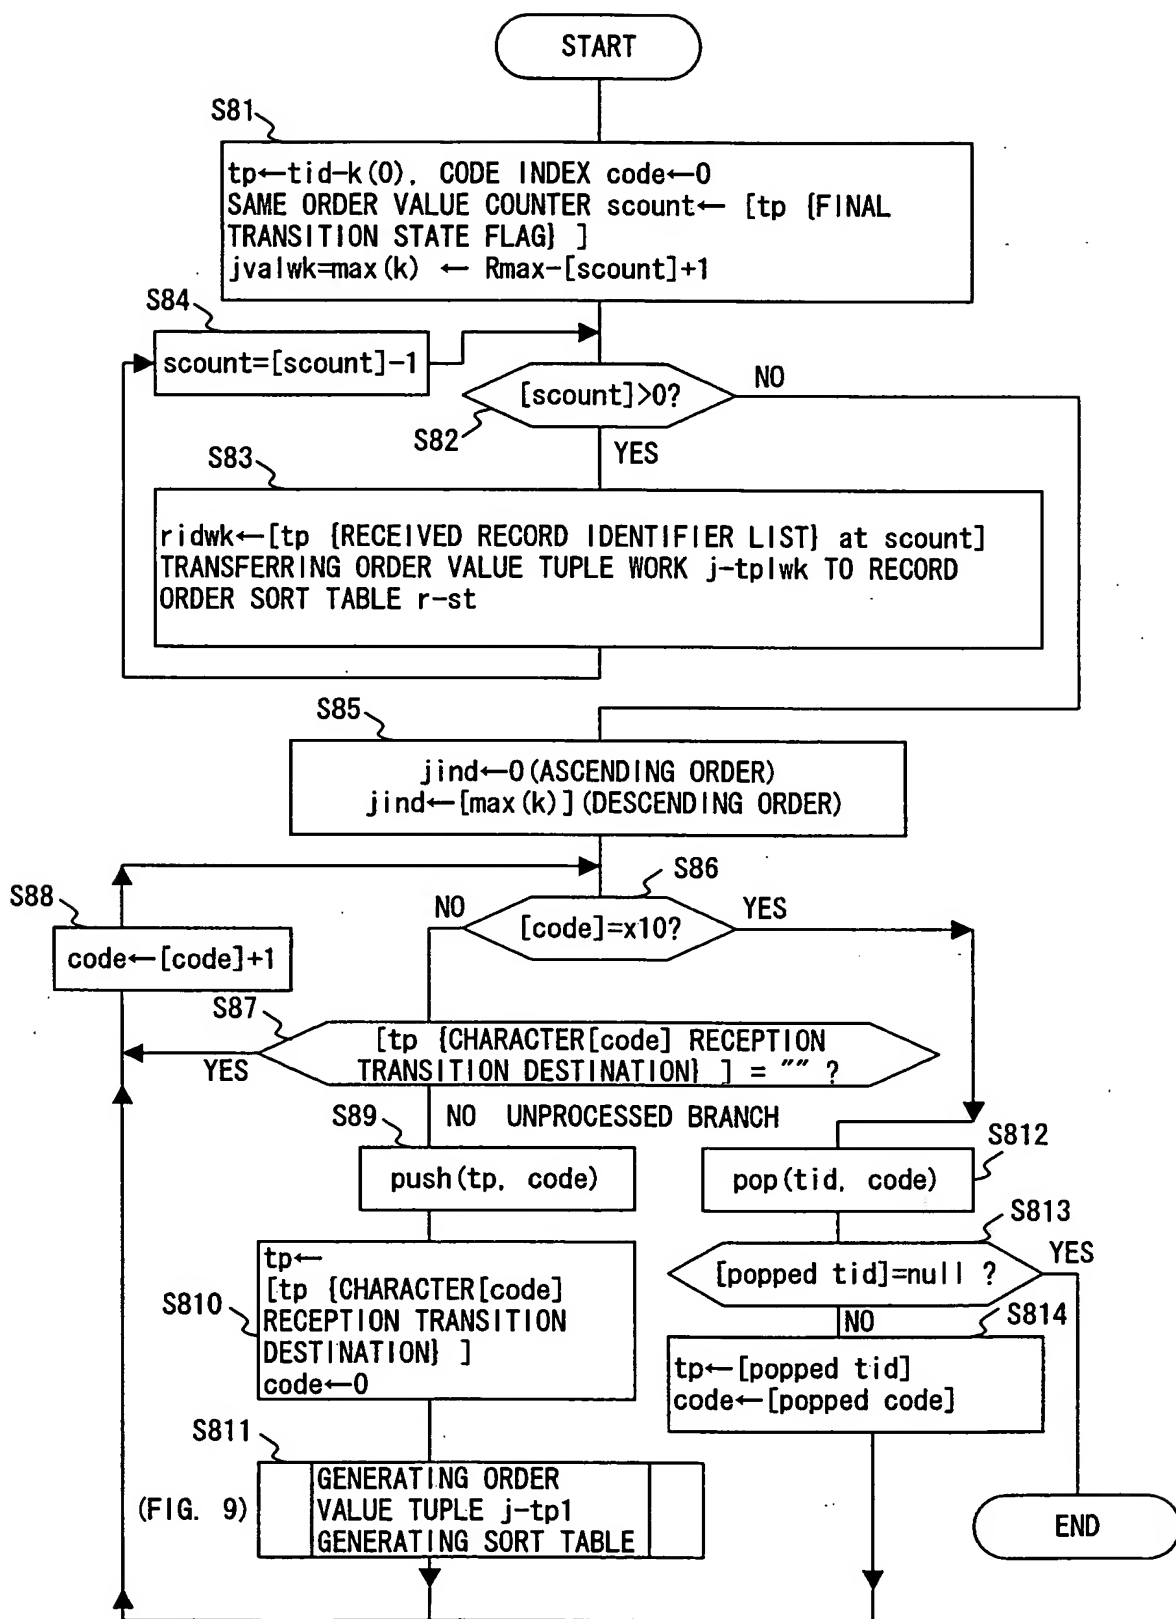 START
S81
tp←tid-k(0), CODE INDEX code←0
SAME ORDER VALUE COUNTER scount← [tp {FINAL
TRANSITION STATE FLAG} ]
jvalwk=max(k) ← Rmax-[scount]+1
S84
scount=[scount]-1
[scount]>0?
NO
S82
YES
S83
ridwk←[tp {RECEIVED RECORD IDENTIFIER LIST} at scount]
TRANSFERRING ORDER VALUE TUPLE WORK j-tplwk TO RECORD
ORDER SORT TABLE r-st
S85
jind←0(ASCENDING ORDER)
jind←[max(k)](DESCENDING ORDER)
S86
S88
NO
[code]=x10?
YES
code←[code]+1
S87
[tp {CHARACTER[code] RECEPTION
TRANSITION DESTINATION} ] = "" ?
YES
NO UNPROCESSED BRANCH
S89
push(tp, code)
S812
pop(tid, code)
S813
[popped tid]=null ?
YES
S810
tp←
[tp {CHARACTER[code]
RECEPTION TRANSITION
DESTINATION} ]
code←0
NO
S814
tp←[popped tid]
code←[popped code]
S811
(FIG. 9)
GENERATING ORDER
VALUE TUPLE j-tp1
GENERATING SORT TABLE
END